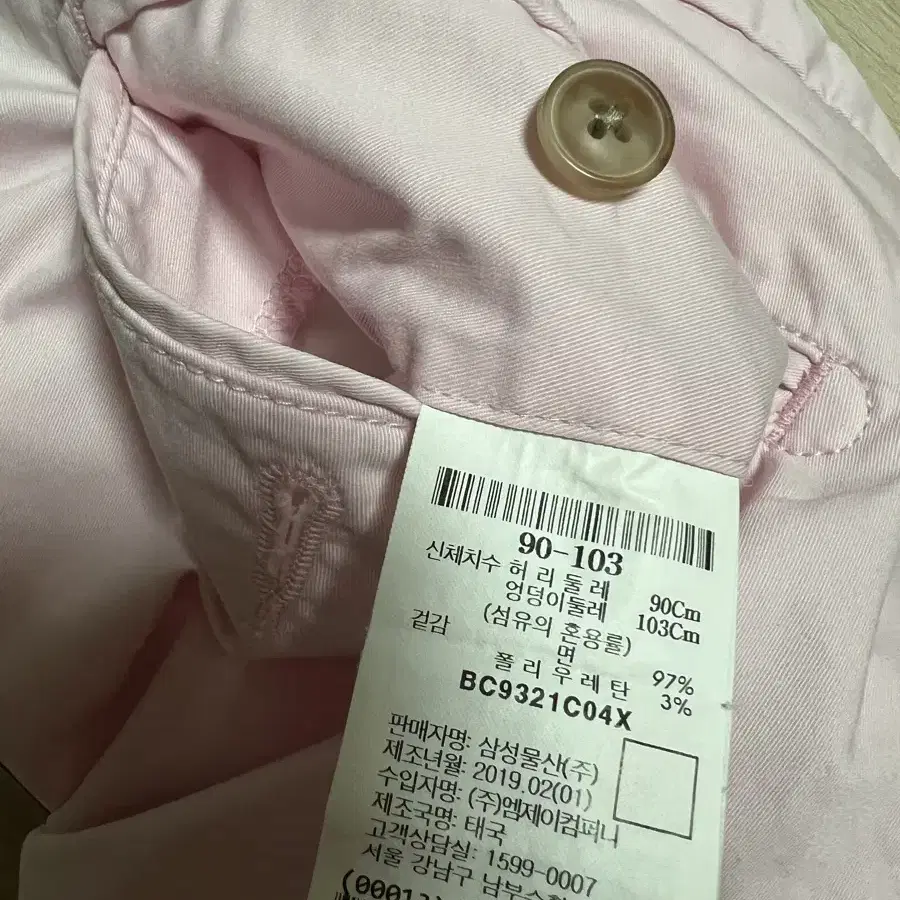 90-103
신체치수 허 리 둘 레 90Cm
엉덩이둘레 103Cm
(섬유의 혼용률)
겉감 면 97%
폴 리 우 레 탄 3%
BC9321C04X
판매자명: 삼성물산(주)
제조년월: 2019.02(01)
수입자명: (주)엠제이컴퍼니
제조국명: 태국
고객상담실: 1599-0007
서울 강남구